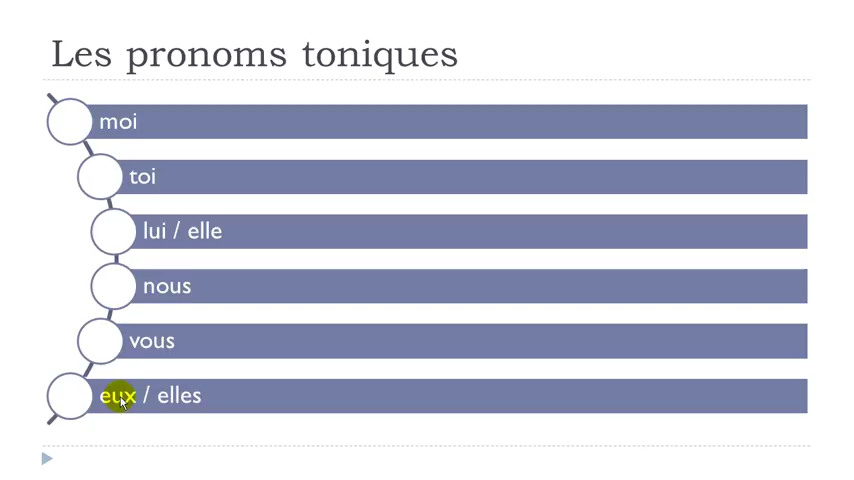 Les pronoms toniques
moi
toi
lui / elle
nous
vous
eux / elles